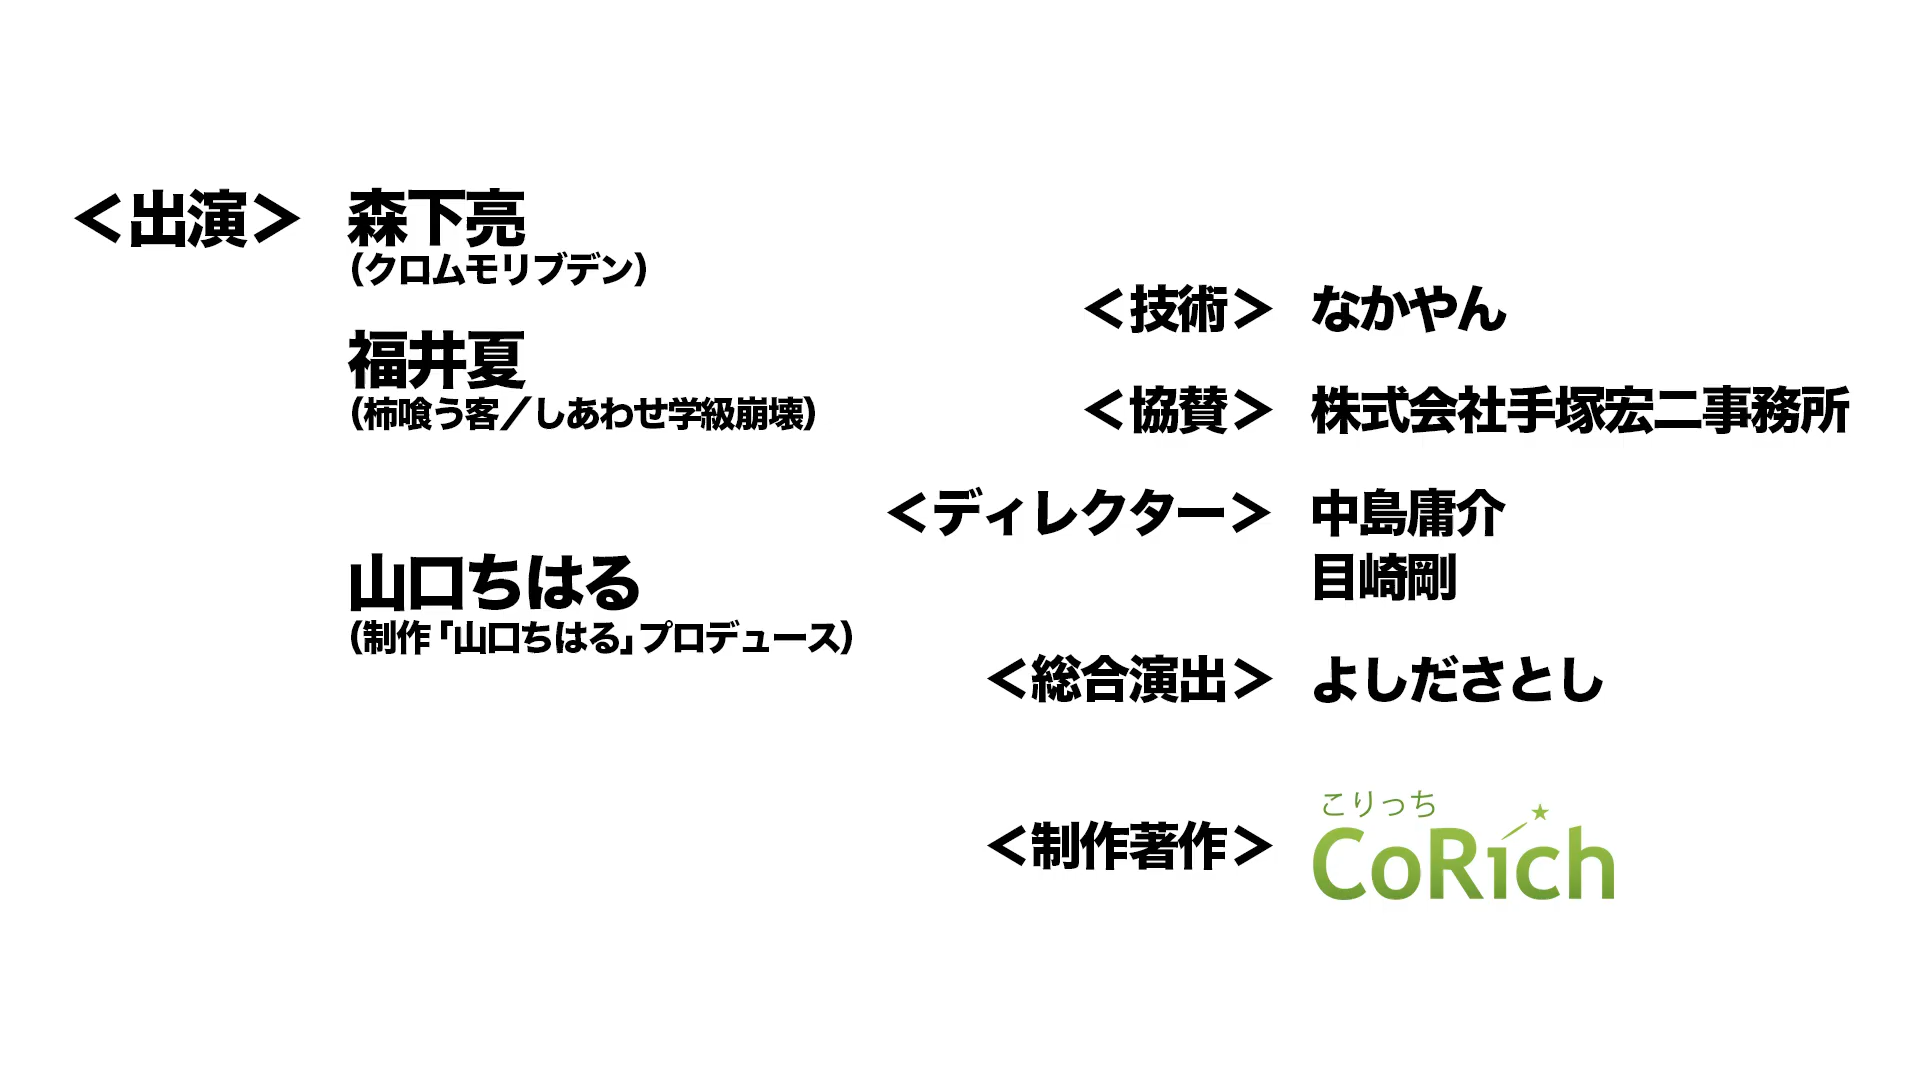 ＜出演＞ 森下亮
（クロムモリブデン）
福井夏
（柿喰う客／しあわせ学級崩壊）
山口ちはる
（制作「山口ちはる」プロデュース）
＜技術＞ なかやん
＜協賛＞ 株式会社手塚宏二事務所
＜ディレクター＞ 中島庸介
目崎剛
＜総合演出＞ よしださとし
こりっち
＜制作著作＞ CoRich